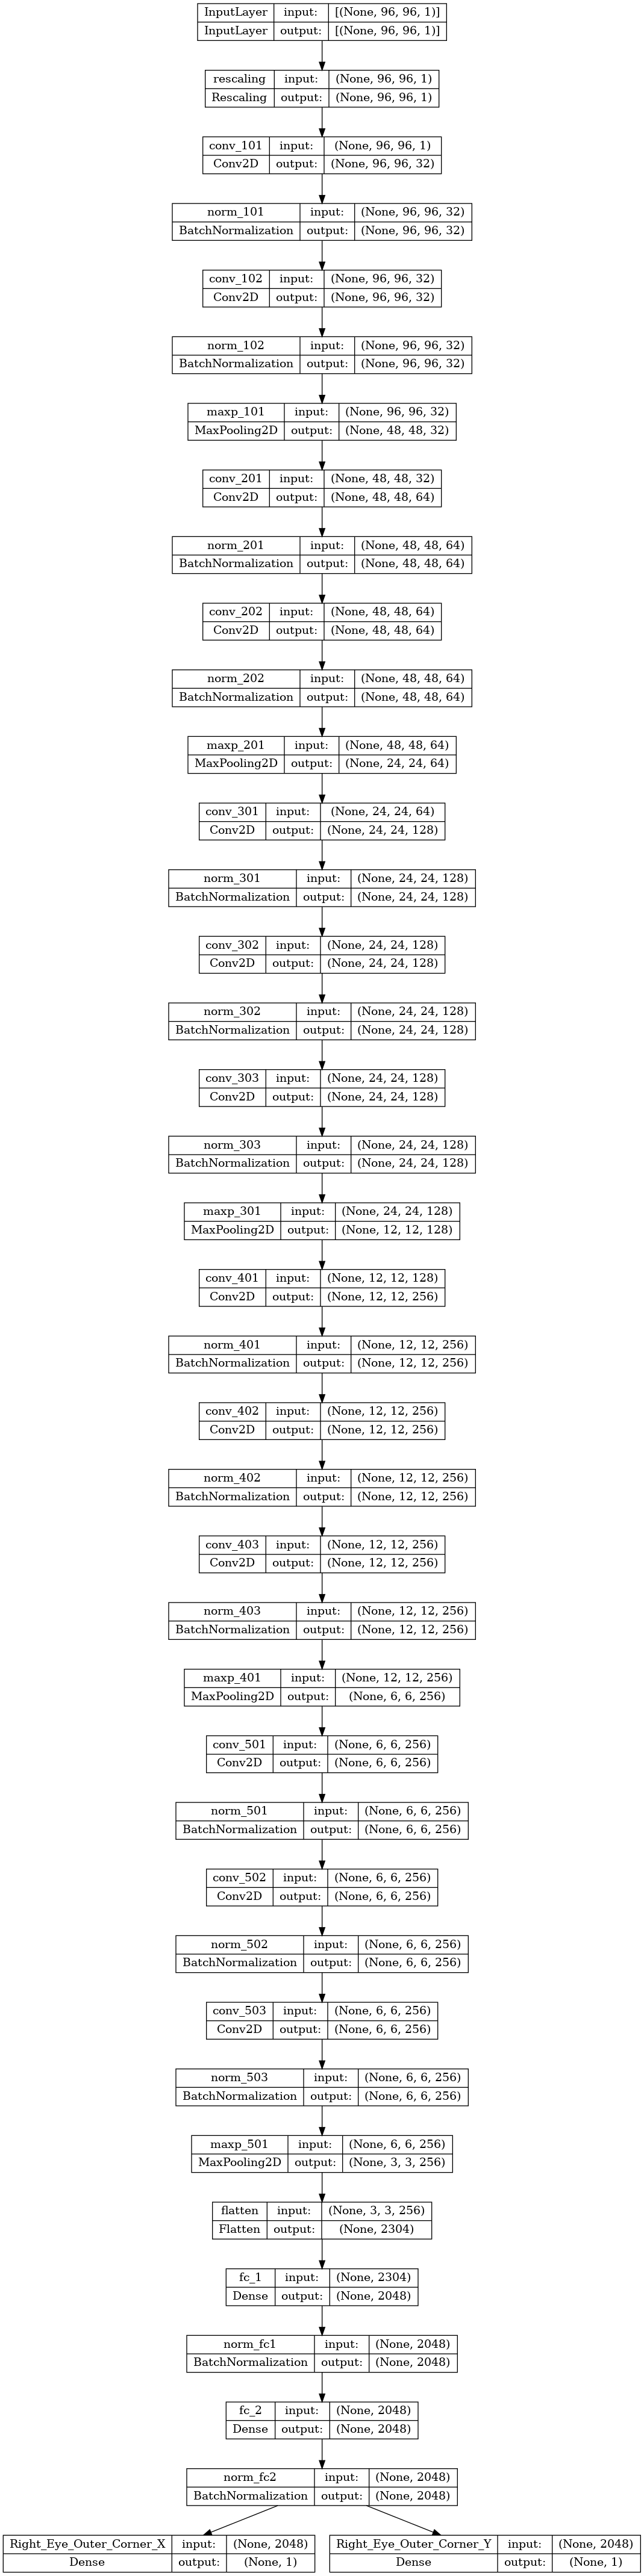 InputLayer input: [(None, 96, 96, 1)]
InputLayer output: [(None, 96, 96, 1)]
rescaling input: (None, 96, 96, 1)
Rescaling output: (None, 96, 96, 1)
conv_101 input: (None, 96, 96, 1)
Conv2D output: (None, 96, 96, 32)
norm_101 input: (None, 96, 96, 32)
BatchNormalization output: (None, 96, 96, 32)
conv_102 input: (None, 96, 96, 32)
Conv2D output: (None, 96, 96, 32)
norm_102 input: (None, 96, 96, 32)
BatchNormalization output: (None, 96, 96, 32)
maxp_101 input: (None, 96, 96, 32)
MaxPooling2D output: (None, 48, 48, 32)
conv_201 input: (None, 48, 48, 32)
Conv2D output: (None, 48, 48, 64)
norm_201 input: (None, 48, 48, 64)
BatchNormalization output: (None, 48, 48, 64)
conv_202 input: (None, 48, 48, 64)
Conv2D output: (None, 48, 48, 64)
norm_202 input: (None, 48, 48, 64)
BatchNormalization output: (None, 48, 48, 64)
maxp_201 input: (None, 48, 48, 64)
MaxPooling2D output: (None, 24, 24, 64)
conv_301 input: (None, 24, 24, 64)
Conv2D output: (None, 24, 24, 128)
norm_301 input: (None, 24, 24, 128)
BatchNormalization output: (None, 24, 24, 128)
conv_302 input: (None, 24, 24, 128)
Conv2D output: (None, 24, 24, 128)
norm_302 input: (None, 24, 24, 128)
BatchNormalization output: (None, 24, 24, 128)
conv_303 input: (None, 24, 24, 128)
Conv2D output: (None, 24, 24, 128)
norm_303 input: (None, 24, 24, 128)
BatchNormalization output: (None, 24, 24, 128)
maxp_301 input: (None, 24, 24, 128)
MaxPooling2D output: (None, 12, 12, 128)
conv_401 input: (None, 12, 12, 128)
Conv2D output: (None, 12, 12, 256)
norm_401 input: (None, 12, 12, 256)
BatchNormalization output: (None, 12, 12, 256)
conv_402 input: (None, 12, 12, 256)
Conv2D output: (None, 12, 12, 256)
norm_402 input: (None, 12, 12, 256)
BatchNormalization output: (None, 12, 12, 256)
conv_403 input: (None, 12, 12, 256)
Conv2D output: (None, 12, 12, 256)
norm_403 input: (None, 12, 12, 256)
BatchNormalization output: (None, 12, 12, 256)
maxp_401 input: (None, 12, 12, 256)
MaxPooling2D output: (None, 6, 6, 256)
conv_501 input: (None, 6, 6, 256)
Conv2D output: (None, 6, 6, 256)
norm_501 input: (None, 6, 6, 256)
BatchNormalization output: (None, 6, 6, 256)
conv_502 input: (None, 6, 6, 256)
Conv2D output: (None, 6, 6, 256)
norm_502 input: (None, 6, 6, 256)
BatchNormalization output: (None, 6, 6, 256)
conv_503 input: (None, 6, 6, 256)
Conv2D output: (None, 6, 6, 256)
norm_503 input: (None, 6, 6, 256)
BatchNormalization output: (None, 6, 6, 256)
maxp_501 input: (None, 6, 6, 256)
MaxPooling2D output: (None, 3, 3, 256)
flatten input: (None, 3, 3, 256)
Flatten output: (None, 2304)
fc_1 input: (None, 2304)
Dense output: (None, 2048)
norm_fc1 input: (None, 2048)
BatchNormalization output: (None, 2048)
fc_2 input: (None, 2048)
Dense output: (None, 2048)
norm_fc2 input: (None, 2048)
BatchNormalization output: (None, 2048)
Right_Eye_Outer_Corner_X input: (None, 2048)
Dense output: (None, 1)
Right_Eye_Outer_Corner_Y input: (None, 2048)
Dense output: (None, 1)